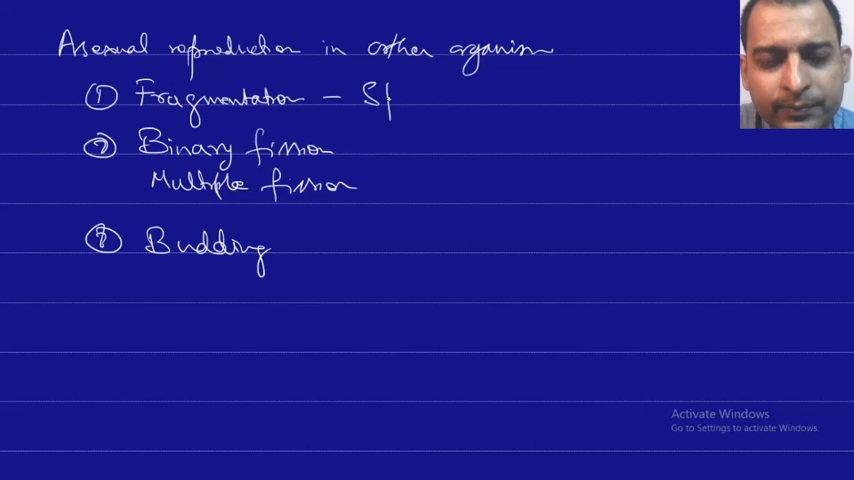 Asexual reproduction in other organism
① Fragmentation - Sp
② Binary fission
Multiple fission
③ Budding
Activate Windows
Go to Settings to activate Windows.